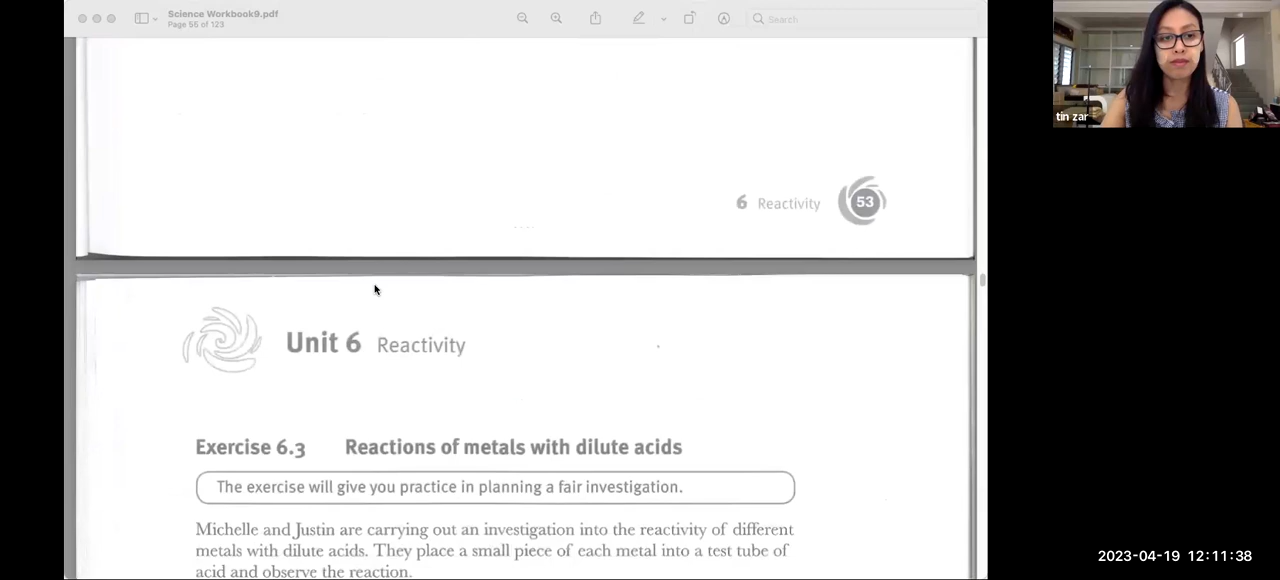 Science Workbook9.pdf
Page 55 of 123
Search
tin zar
6 Reactivity 53
Unit 6 Reactivity
Exercise 6.3 Reactions of metals with dilute acids
The exercise will give you practice in planning a fair investigation.
Michelle and Justin are carrying out an investigation into the reactivity of different
metals with dilute acids. They place a small piece of each metal into a test tube of
acid and observe the reaction.
2023-04-19 12:11:38